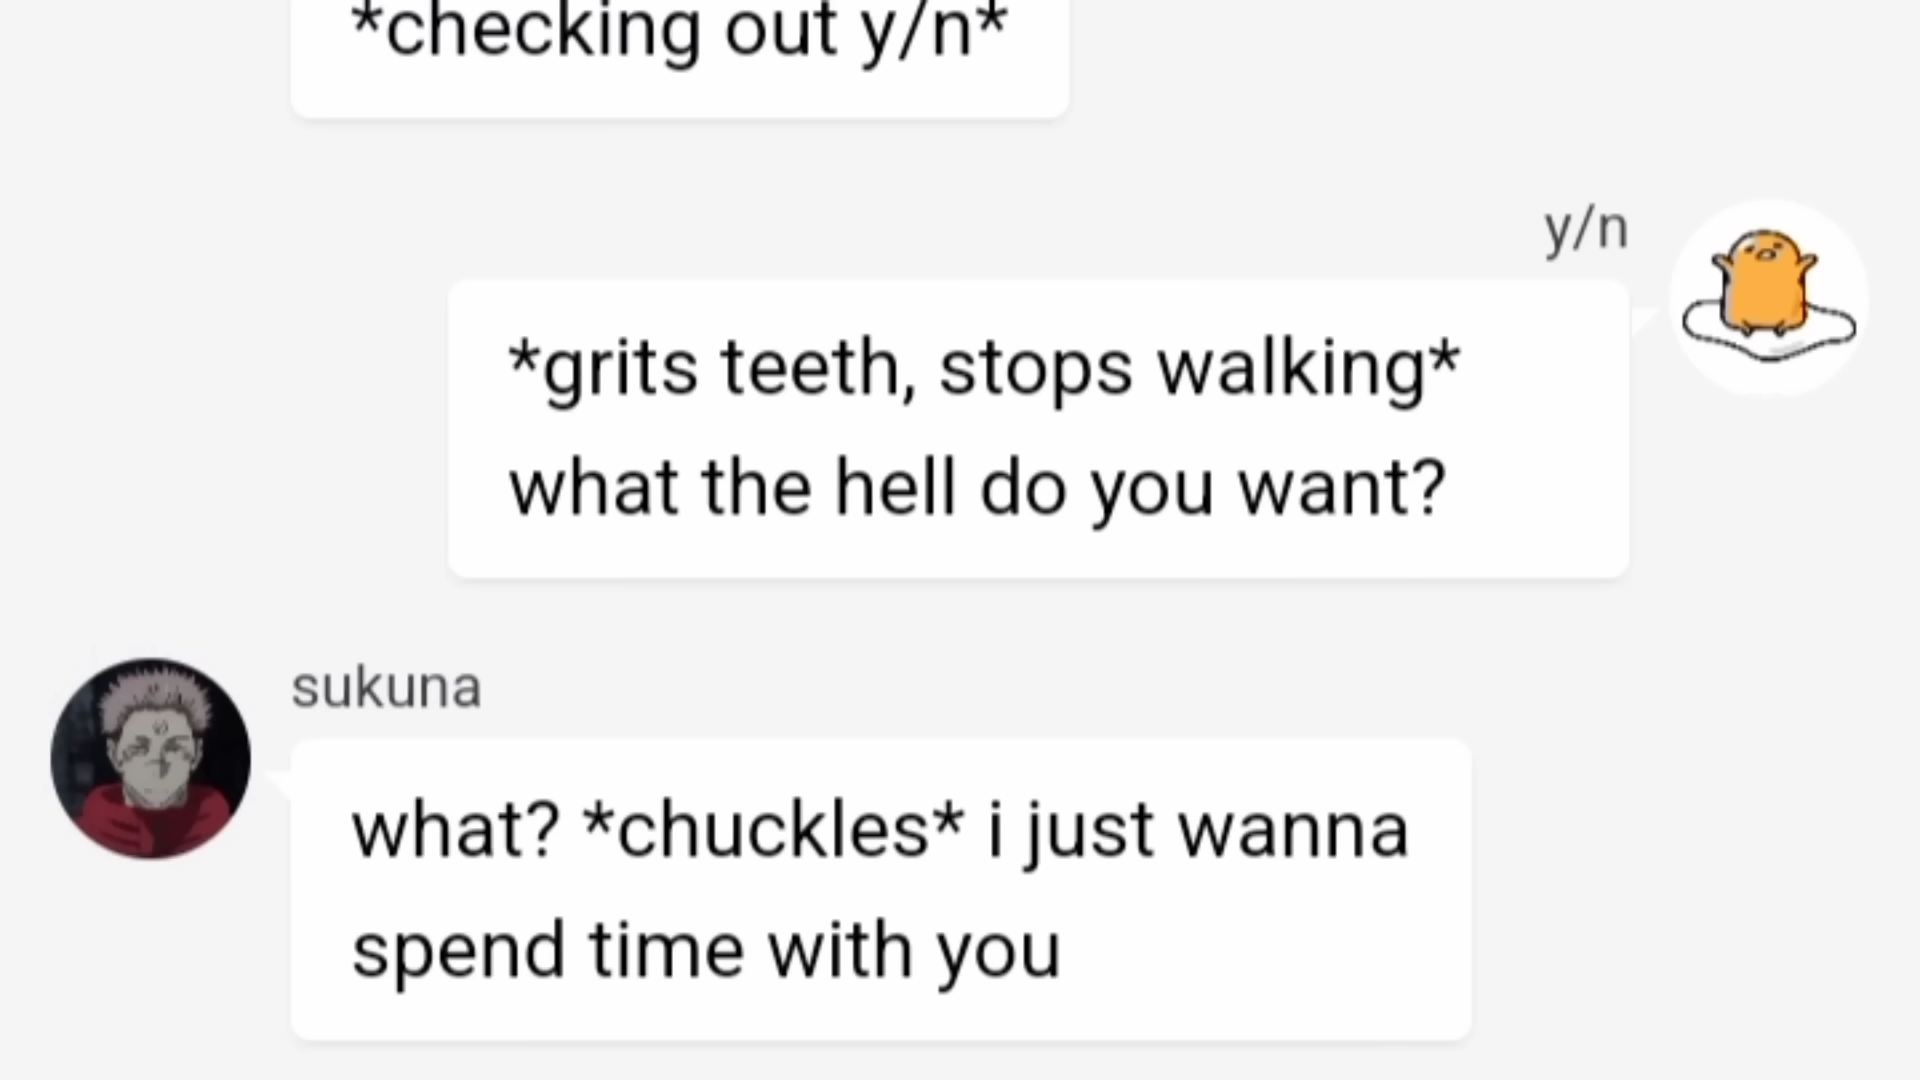 *checking out y/n*
y/n
*grits teeth, stops walking*
what the hell do you want?
sukuna
what? *chuckles* i just wanna
spend time with you